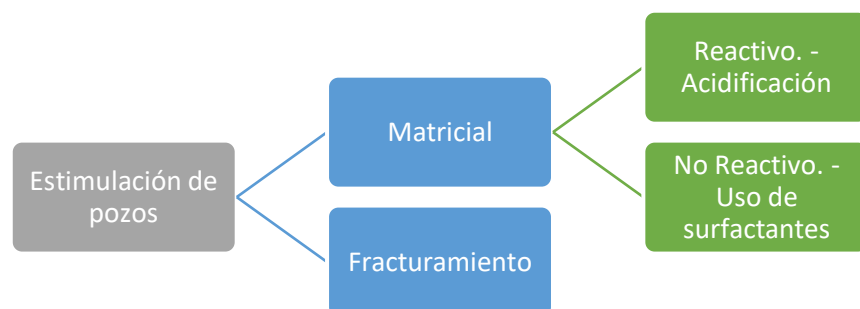 Estimulación de
pozos
Matricial
Fracturamiento
Reactivo. -
Acidificación
No Reactivo. -
Uso de
surfactantes